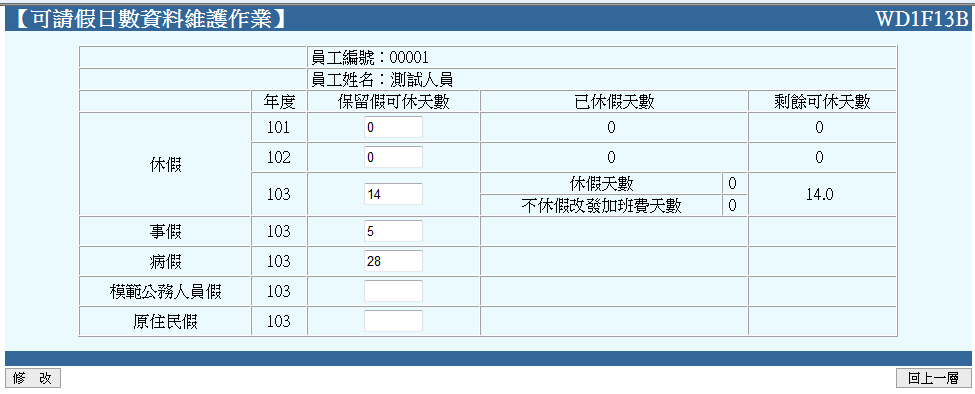 【可請假日數資料維護作業】 WD1F13B
員工編號：00001
員工姓名：測試人員
年度 保留假可休天數 已休假天數 剩餘可休天數
休假 101 0 0 0
102 0 0 0
103 14 休假天數 0 14.0
不休假改發加班費天數 0
事假 103 5
病假 103 28
模範公務人員假 103
原住民假 103
修 改 回上一層